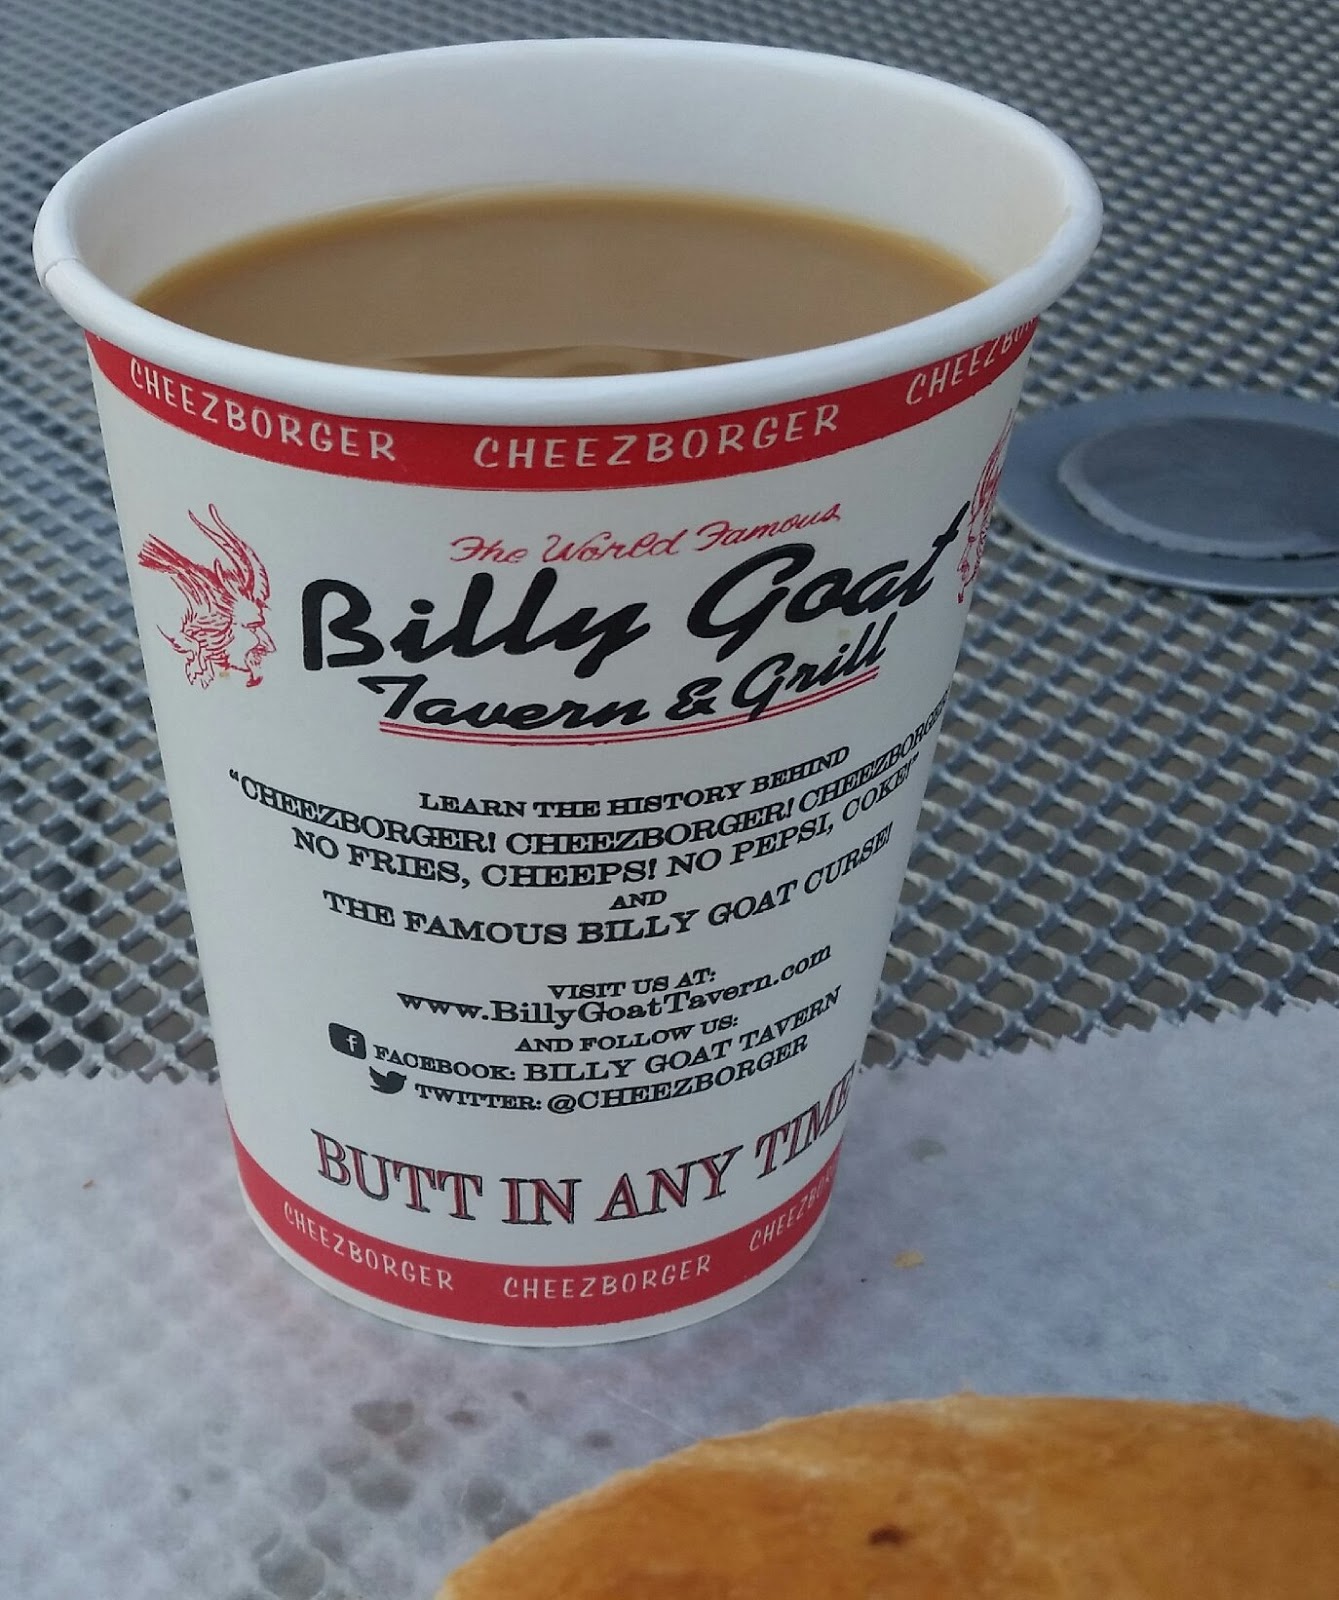 CHEEZBORGER CHEEZBORGER CHEEZBOR
The World Famous
Billy Goat
Tavern & Grill
LEARN THE HISTORY BEHIND
“CHEEZBORGER! CHEEZBORGER! CHEEZBORGER!
NO FRIES, CHEEPS! NO PEPSI, COKE!”
AND
THE FAMOUS BILLY GOAT CURSE!
VISIT US AT:
www.BillyGoatTavern.com
AND FOLLOW US:
f FACEBOOK: BILLY GOAT TAVERN
TWITTER: @CHEEZBORGER
BUTT IN ANY TIME
CHEEZBORGER CHEEZBORGER CHEEZBOR